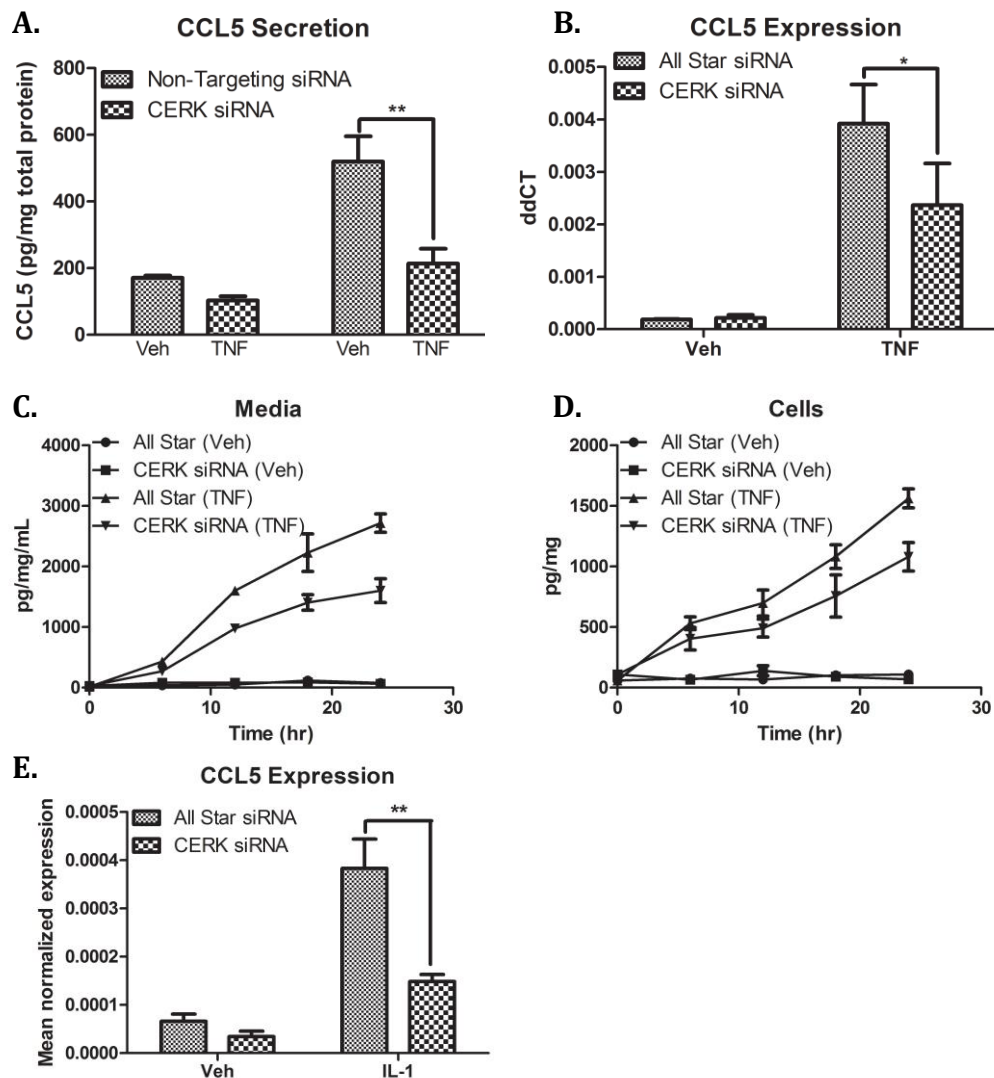 A.
CCL5 Secretion
CCL5 (pg/mg total protein)
800
600
400
200
0
Non-Targeting siRNA
CERK siRNA
**
Veh TNF Veh TNF
B.
CCL5 Expression
ddCT
0.005
0.004
0.003
0.002
0.001
0.000
All Star siRNA
CERK siRNA
*
Veh TNF
C.
Media
pg/mg/mL
4000
3000
2000
1000
0
All Star (Veh)
CERK siRNA (Veh)
All Star (TNF)
CERK siRNA (TNF)
0 10 20 30
Time (hr)
D.
Cells
pg/mg
2000
1500
1000
500
0
All Star (Veh)
CERK siRNA (Veh)
All Star (TNF)
CERK siRNA (TNF)
0 10 20 30
Time (hr)
E.
CCL5 Expression
Mean normalized expression
0.0005
0.0004
0.0003
0.0002
0.0001
0.0000
All Star siRNA
CERK siRNA
**
Veh IL-1